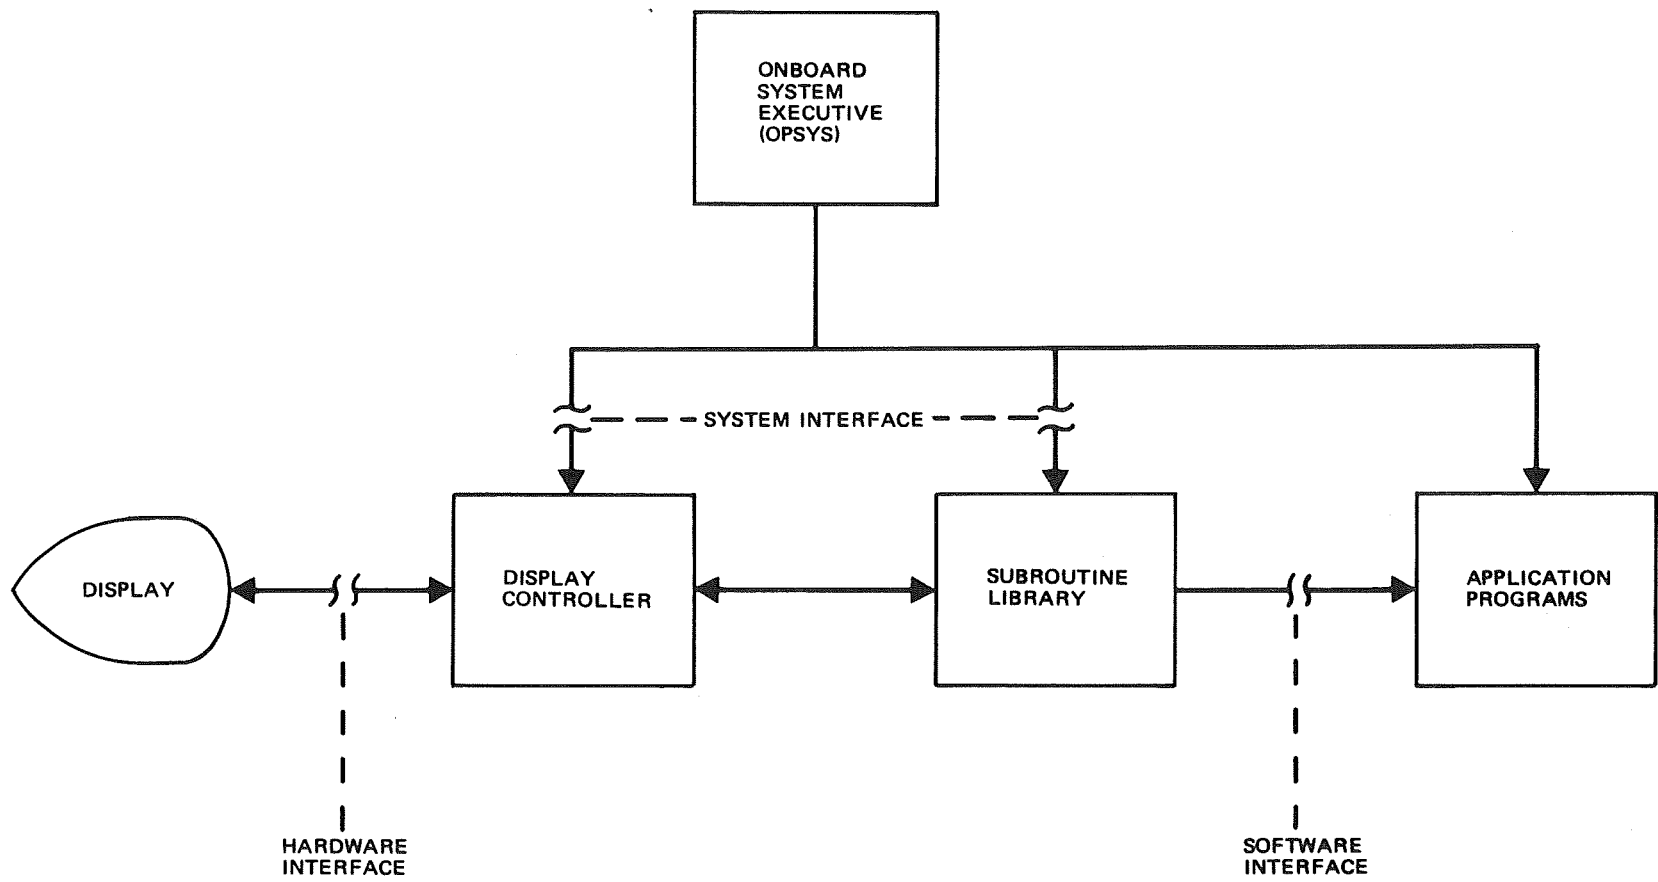 ONBOARD
SYSTEM
EXECUTIVE
(OPSYS)
SYSTEM INTERFACE
DISPLAY
DISPLAY
CONTROLLER
SUBROUTINE
LIBRARY
APPLICATION
PROGRAMS
HARDWARE
INTERFACE
SOFTWARE
INTERFACE